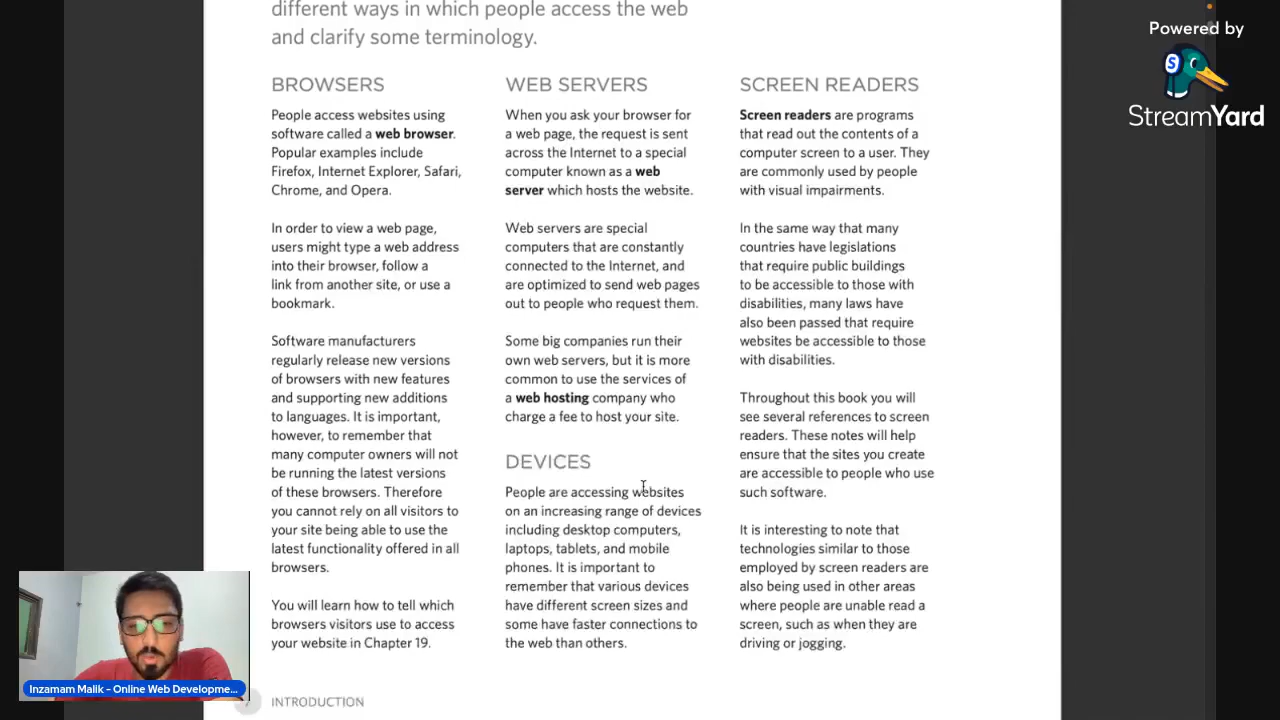 different ways in which people access the web
and clarify some terminology.
BROWSERS
People access websites using
software called a web browser.
Popular examples include
Firefox, Internet Explorer, Safari,
Chrome, and Opera.
In order to view a web page,
users might type a web address
into their browser, follow a
link from another site, or use a
bookmark.
Software manufacturers
regularly release new versions
of browsers with new features
and supporting new additions
to languages. It is important,
however, to remember that
many computer owners will not
be running the latest versions
of these browsers. Therefore
you cannot rely on all visitors to
your site being able to use the
latest functionality offered in all
browsers.
You will learn how to tell which
browsers visitors use to access
your website in Chapter 19.
WEB SERVERS
When you ask your browser for
a web page, the request is sent
across the Internet to a special
computer known as a web
server which hosts the website.
Web servers are special
computers that are constantly
connected to the Internet, and
are optimized to send web pages
out to people who request them.
Some big companies run their
own web servers, but it is more
common to use the services of
a web hosting company who
charge a fee to host your site.
DEVICES
People are accessing websites
on an increasing range of devices
including desktop computers,
laptops, tablets, and mobile
phones. It is important to
remember that various devices
have different screen sizes and
some have faster connections to
the web than others.
SCREEN READERS
Screen readers are programs
that read out the contents of a
computer screen to a user. They
are commonly used by people
with visual impairments.
In the same way that many
countries have legislations
that require public buildings
to be accessible to those with
disabilities, many laws have
also been passed that require
websites be accessible to those
with disabilities.
Throughout this book you will
see several references to screen
readers. These notes will help
ensure that the sites you create
are accessible to people who use
such software.
It is interesting to note that
technologies similar to those
employed by screen readers are
also being used in other areas
where people are unable read a
screen, such as when they are
driving or jogging.
INTRODUCTION
Powered by
S
StreamYard
Inzamam Malik - Online Web Developme...